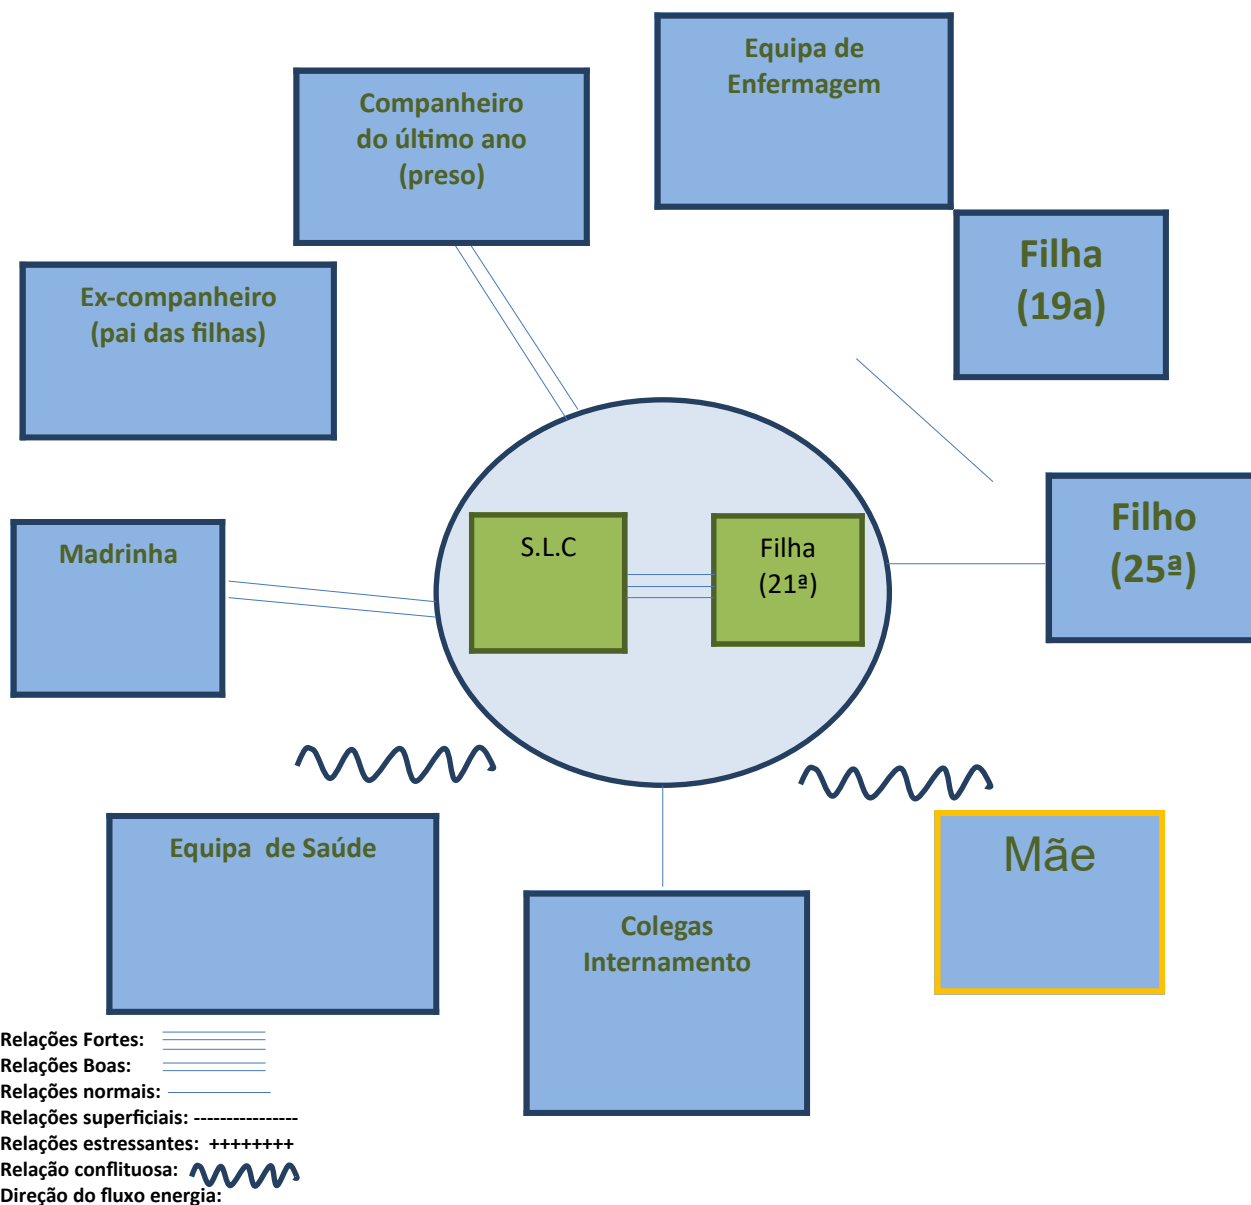 Equipa de
Enfermagem
Companheiro
do último ano
(preso)
Filha
(19a)
Ex-companheiro
(pai das filhas)
Filho
(25ª)
Madrinha
S.L.C
Filha
(21ª)
Equipa de Saúde
Mãe
Colegas
Internamento
Relações Fortes:
Relações Boas:
Relações normais:
Relações superficiais: ----------------
Relações estressantes: ++++++++
Relação conflituosa:
Direção do fluxo energia: